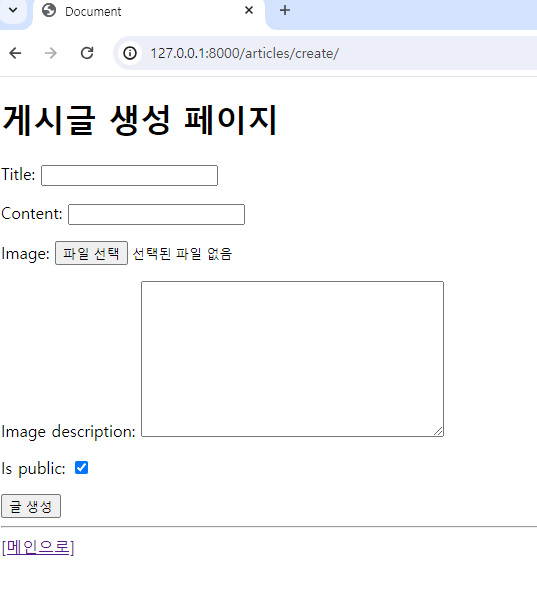 Document
127.0.0.1:8000/articles/create/
게시글 생성 페이지
Title:
Content:
Image: 파일 선택 선택된 파일 없음
Image description:
Is public:
글 생성
[메인으로]